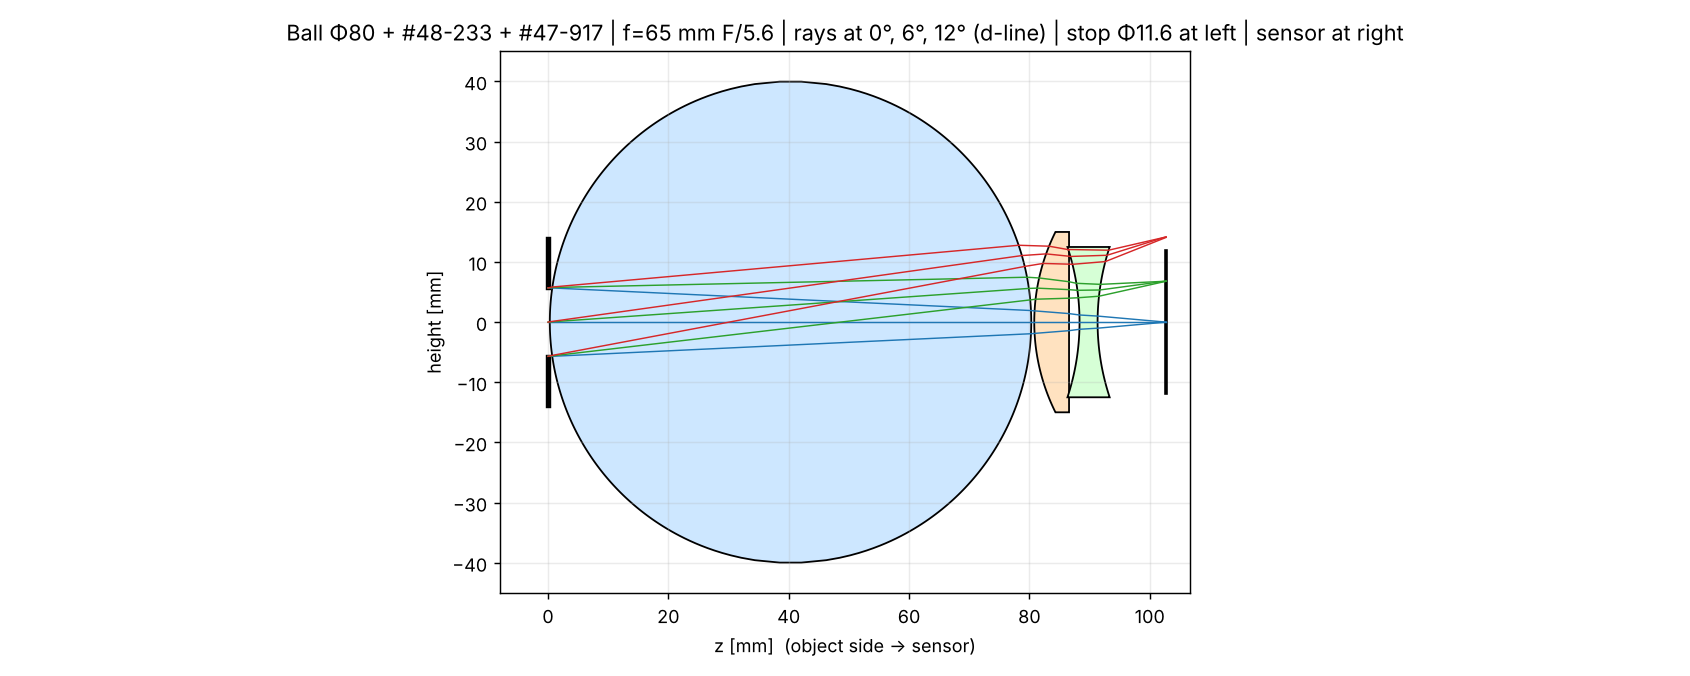 Ball Φ80 + #48-233 + #47-917 | f=65 mm F/5.6 | rays at 0°, 6°, 12° (d-line) | stop Φ11.6 at left | sensor at right
40
30
20
10
0
−10
−20
−30
−40
height [mm]
0 20 40 60 80 100
z [mm] (object side → sensor)